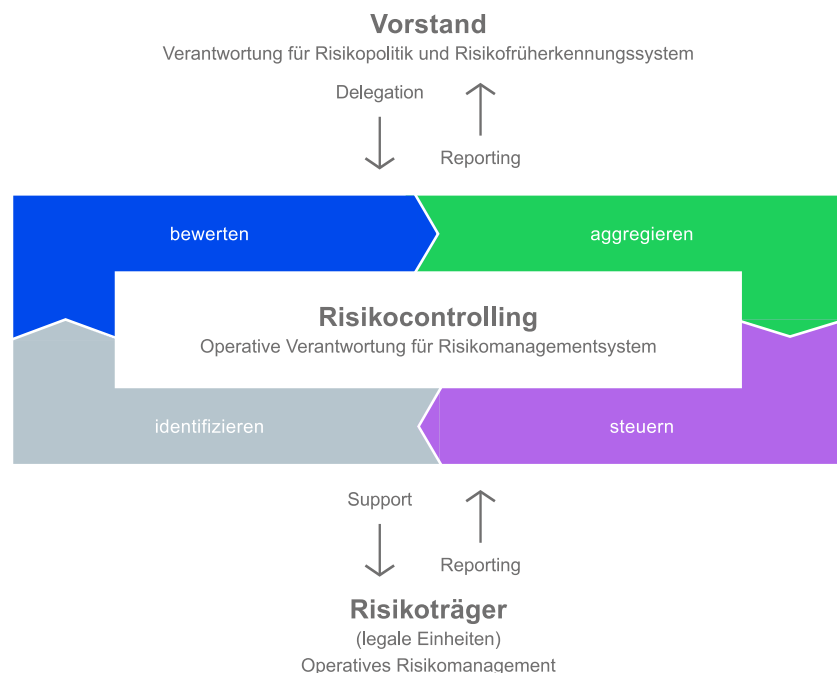 Vorstand
Verantwortung für Risikopolitik und Risikofrüherkennungssystem
Delegation
Reporting
bewerten
aggregieren
Risikocontrolling
Operative Verantwortung für Risikomanagementsystem
identifizieren
steuern
Support
Reporting
Risikoträger
(legale Einheiten)
Operatives Risikomanagement